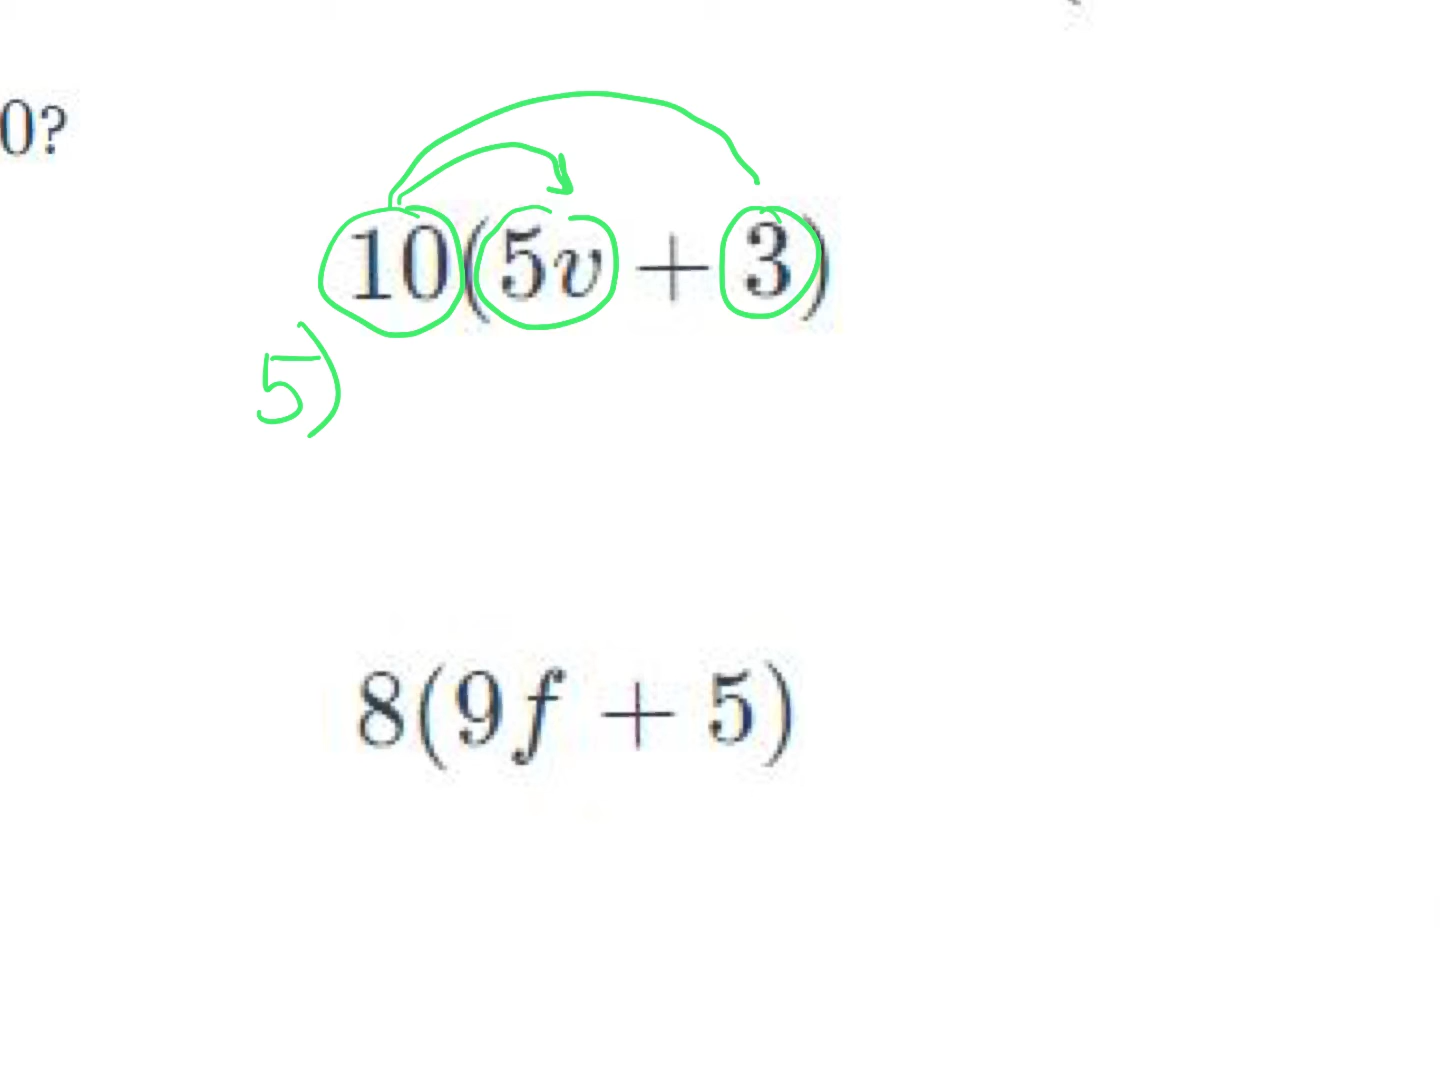 0?
10(5v + 3)
5)
8(9f + 5)